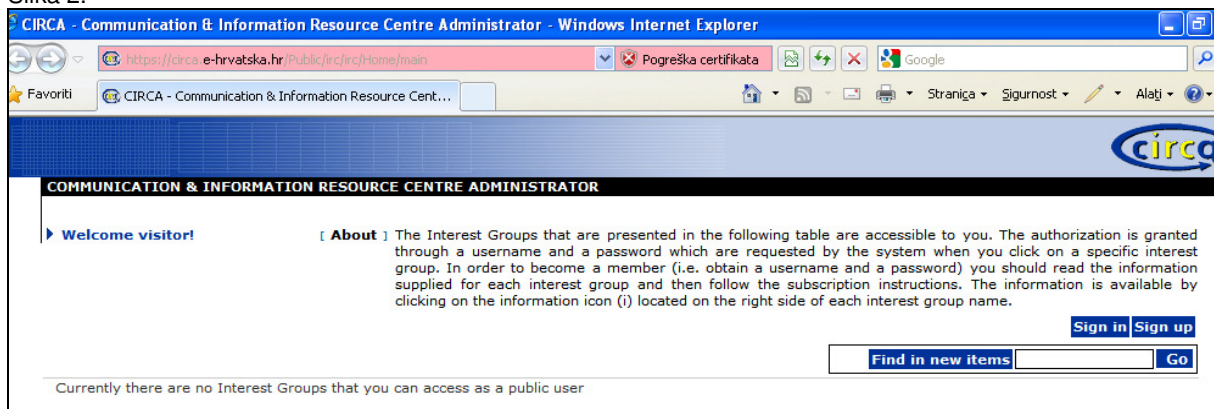 CIRCA - Communication & Information Resource Centre Administrator - Windows Internet Explorer
https://circa.e-hrvatska.hr/Public/irc/irc/Home/main
Pogreška certifikata
Google
Favoriti
CIRCA - Communication & Information Resource Cent...
Stranica
Sigurnost
Alati
circa
COMMUNICATION & INFORMATION RESOURCE CENTRE ADMINISTRATOR
Welcome visitor!
[ About ] The Interest Groups that are presented in the following table are accessible to you. The authorization is granted
through a username and a password which are requested by the system when you click on a specific interest
group. In order to become a member (i.e. obtain a username and a password) you should read the information
supplied for each interest group and then follow the subscription instructions. The information is available by
clicking on the information icon (i) located on the right side of each interest group name.
Sign in Sign up
Find in new items Go
Currently there are no Interest Groups that you can access as a public user